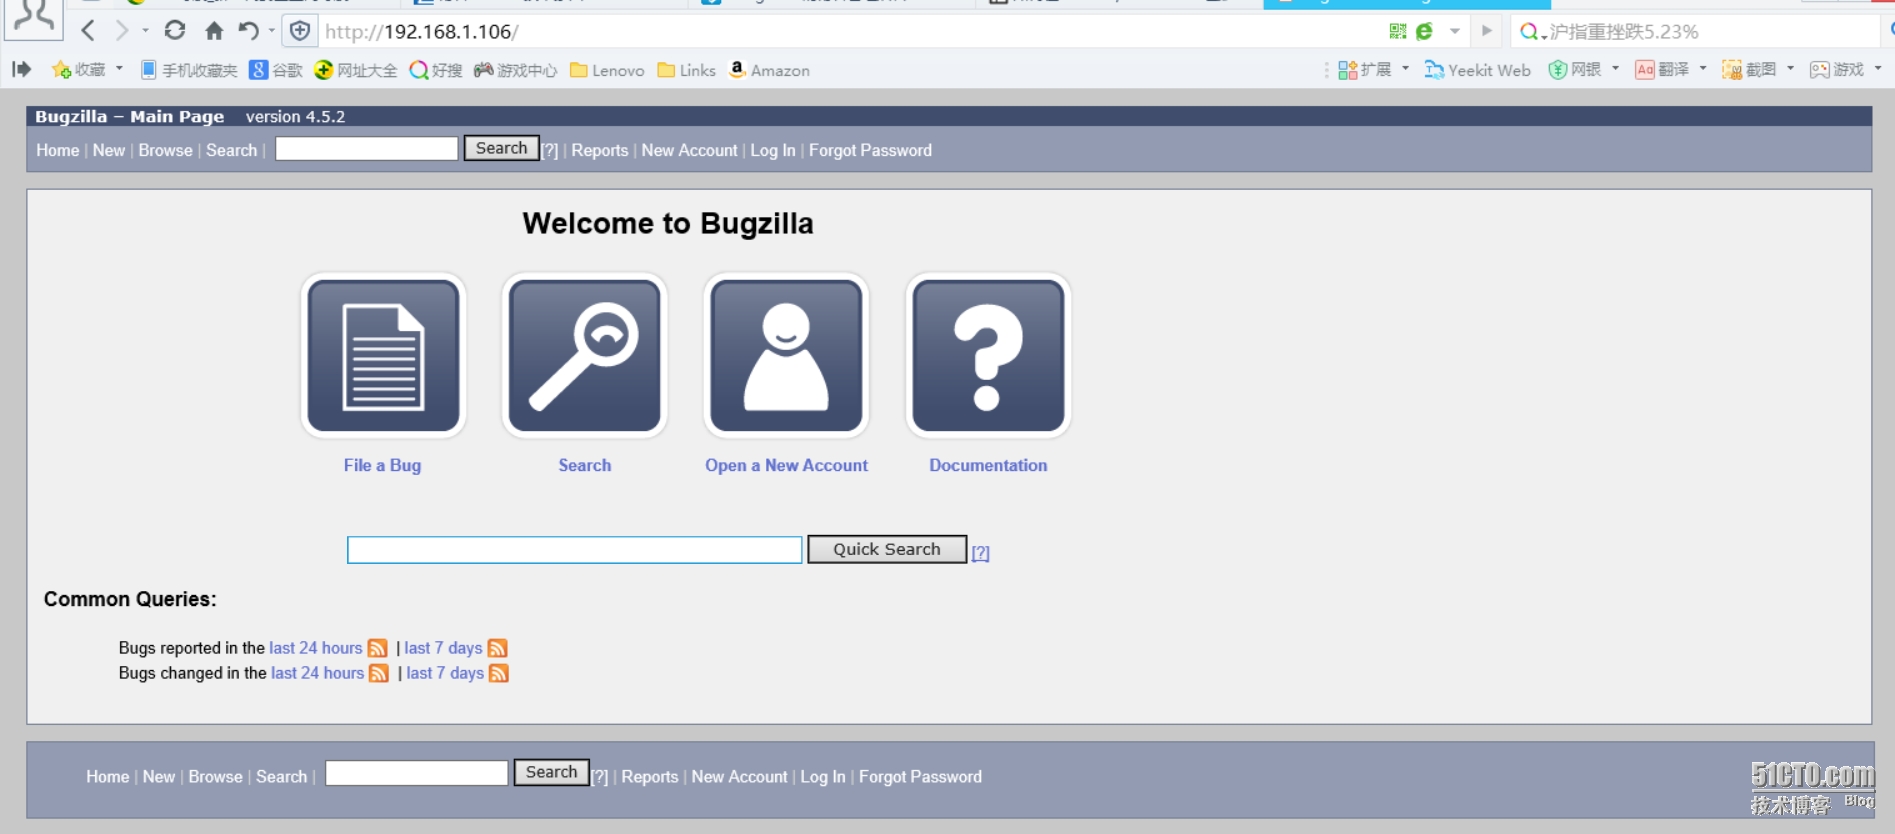 http://192.168.1.106/
沪指重挫跌5.23%
收藏 手机收藏夹 谷歌 网址大全 好搜 游戏中心 Lenovo Links Amazon 扩展 Yeekit Web 网银 翻译 截图 游戏
Bugzilla – Main Page version 4.5.2
Home | New | Browse | Search | Search [?] | Reports | New Account | Log In | Forgot Password
Welcome to Bugzilla
File a Bug Search Open a New Account Documentation
Quick Search [?]
Common Queries:
Bugs reported in the last 24 hours | last 7 days
Bugs changed in the last 24 hours | last 7 days
Home | New | Browse | Search | Search [?] | Reports | New Account | Log In | Forgot Password
51CTO.com
技术博客 Blog